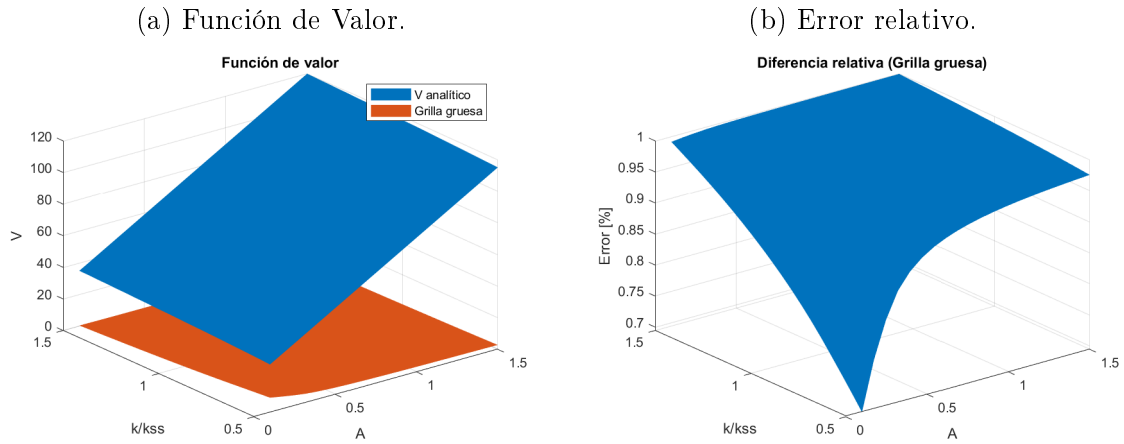 (a) Función de Valor.
(b) Error relativo.
Función de valor
V analítico
Grilla gruesa
120
100
80
60
40
20
0
V
1.5
1
0.5
k/kss
0
0.5
1
1.5
A
Diferencia relativa (Grilla gruesa)
1
0.95
0.9
0.85
0.8
0.75
0.7
Error [%]
1.5
1
0.5
k/kss
0
0.5
1
1.5
A